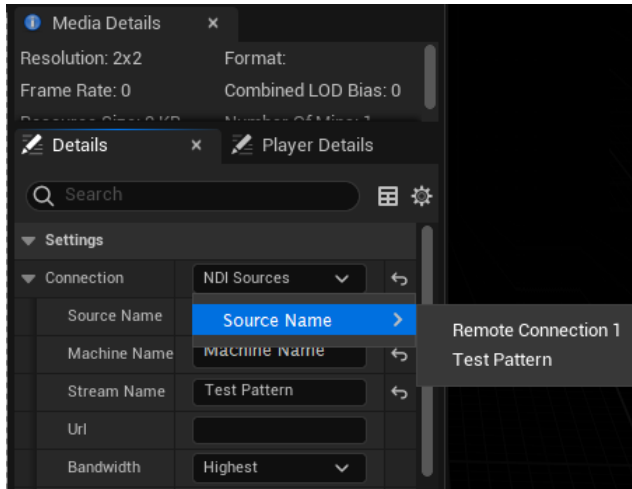 Media Details
Resolution: 2x2 Format:
Frame Rate: 0 Combined LOD Bias: 0
Details Player Details
Search
Settings
Connection NDI Sources
Source Name Source Name
Remote Connection 1
Machine Name Machine Name
Test Pattern
Stream Name Test Pattern
Url
Bandwidth Highest